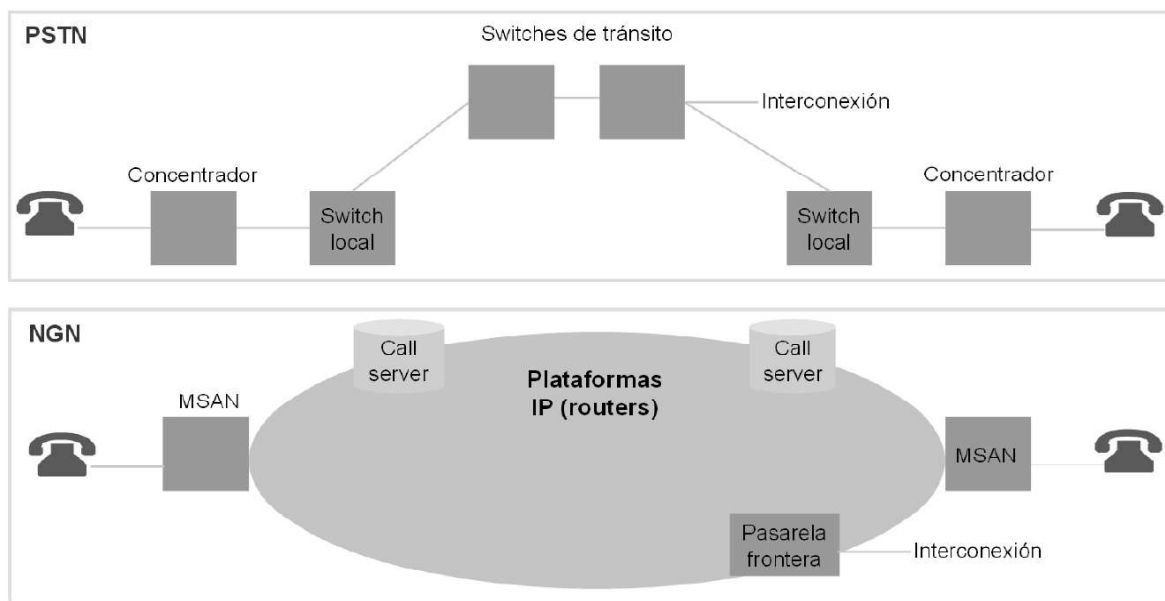 PSTN
Switches de tránsito
Interconexión
Concentrador
Switch
local
Switch
local
Concentrador
NGN
Call
server
Call
server
Plataformas
IP (routers)
MSAN
MSAN
Pasarela
frontera
Interconexión